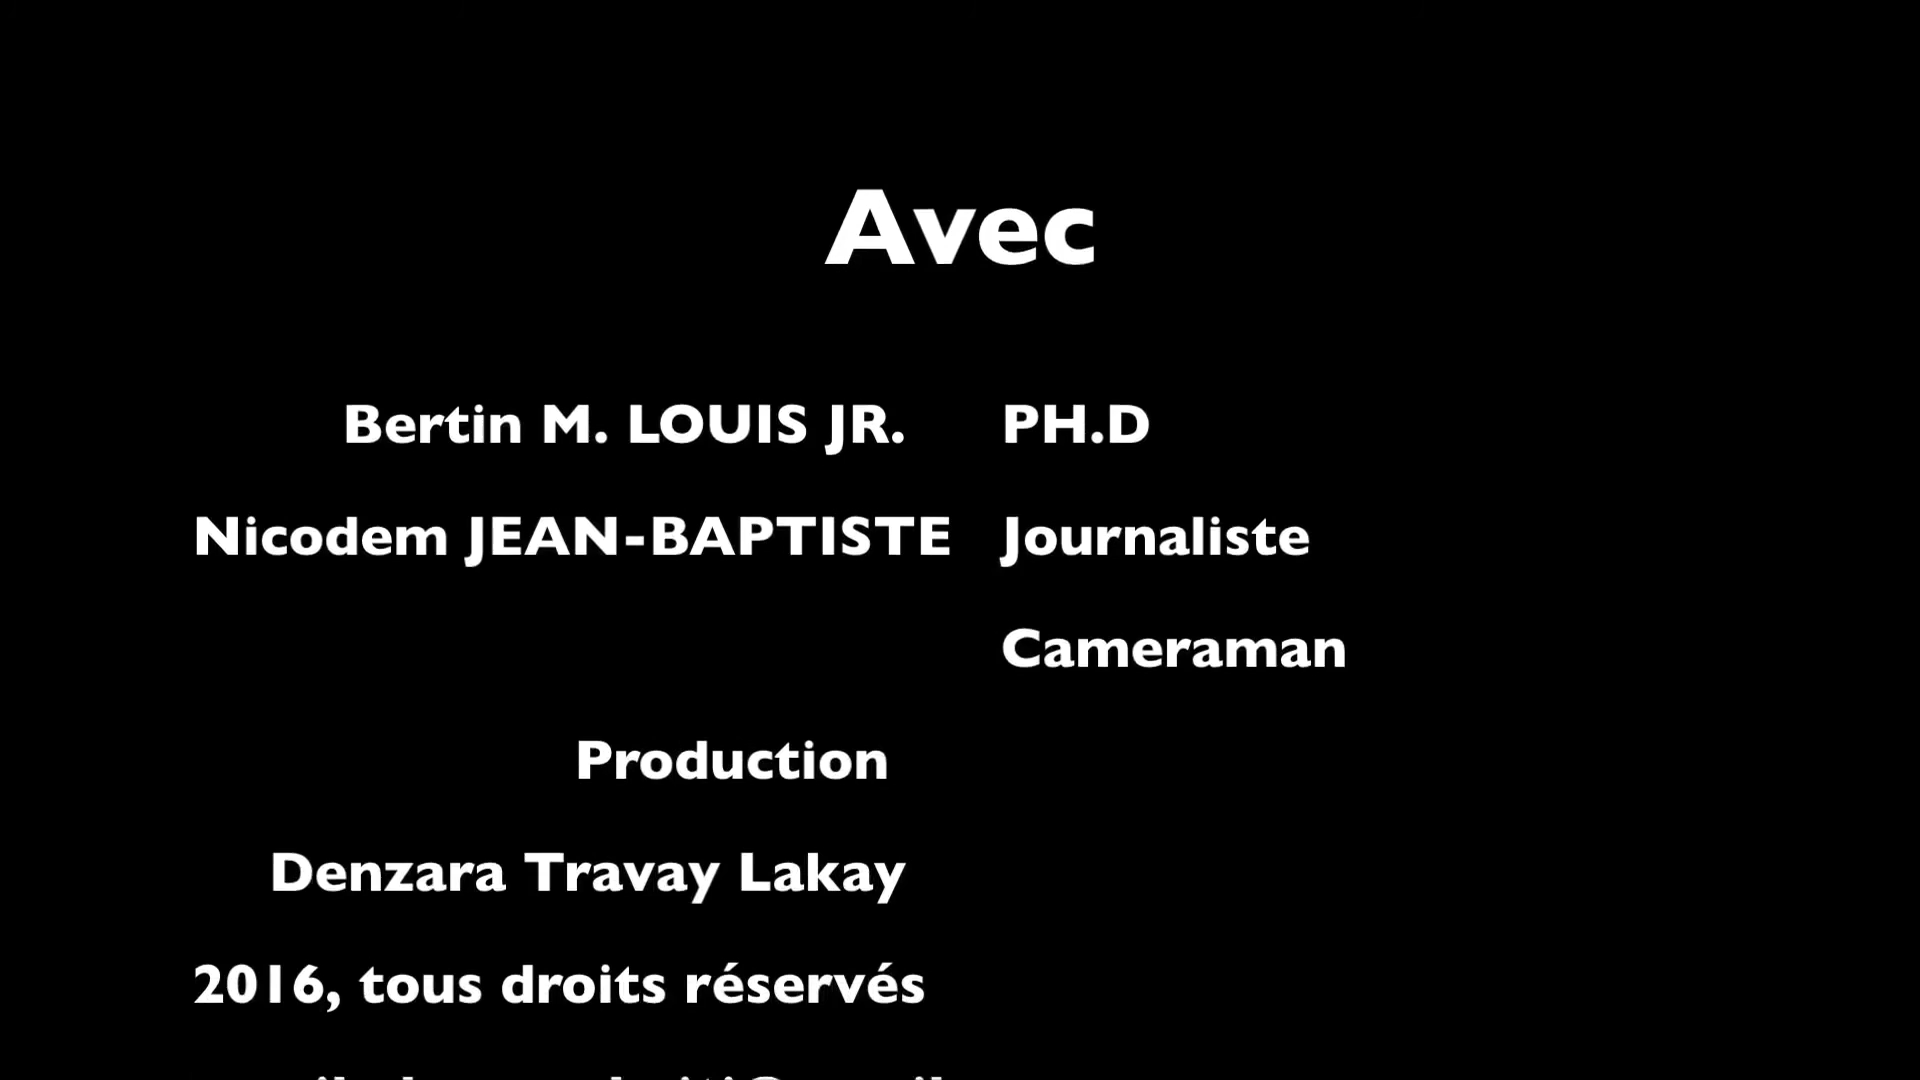 Avec
Bertin M. LOUIS JR. PH.D
Nicodem JEAN-BAPTISTE Journaliste
Cameraman
Production
Denzara Travay Lakay
2016, tous droits réservés